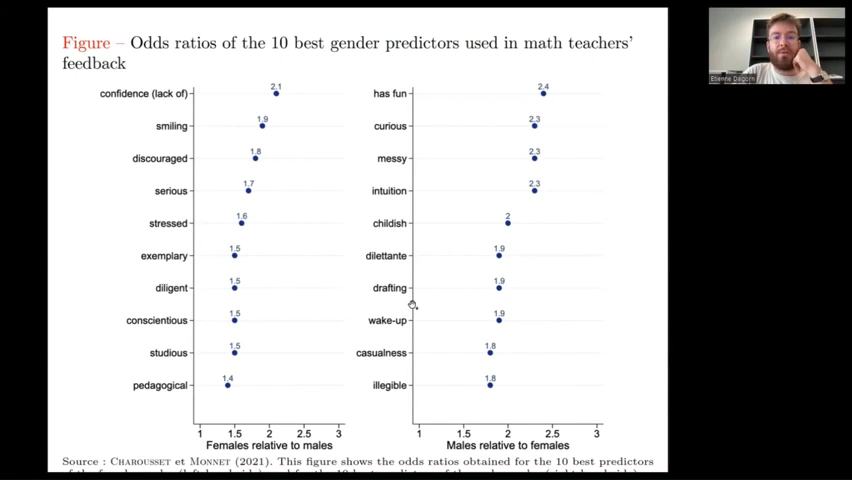 Figure – Odds ratios of the 10 best gender predictors used in math teachers'
feedback
confidence (lack of)
2.1
smiling
1.9
discouraged
1.8
serious
1.7
stressed
1.6
exemplary
1.5
diligent
1.5
conscientious
1.5
studious
1.5
pedagogical
1.4
1 1.5 2 2.5 3
Females relative to males
has fun
2.4
curious
2.3
messy
2.3
intuition
2.3
childish
2
dilettante
1.9
drafting
1.9
wake-up
1.9
casualness
1.8
illegible
1.8
1 1.5 2 2.5 3
Males relative to females
Source : Charousset et Monnet (2021). This figure shows the odds ratios obtained for the 10 best predictors
Etienne Dagorn